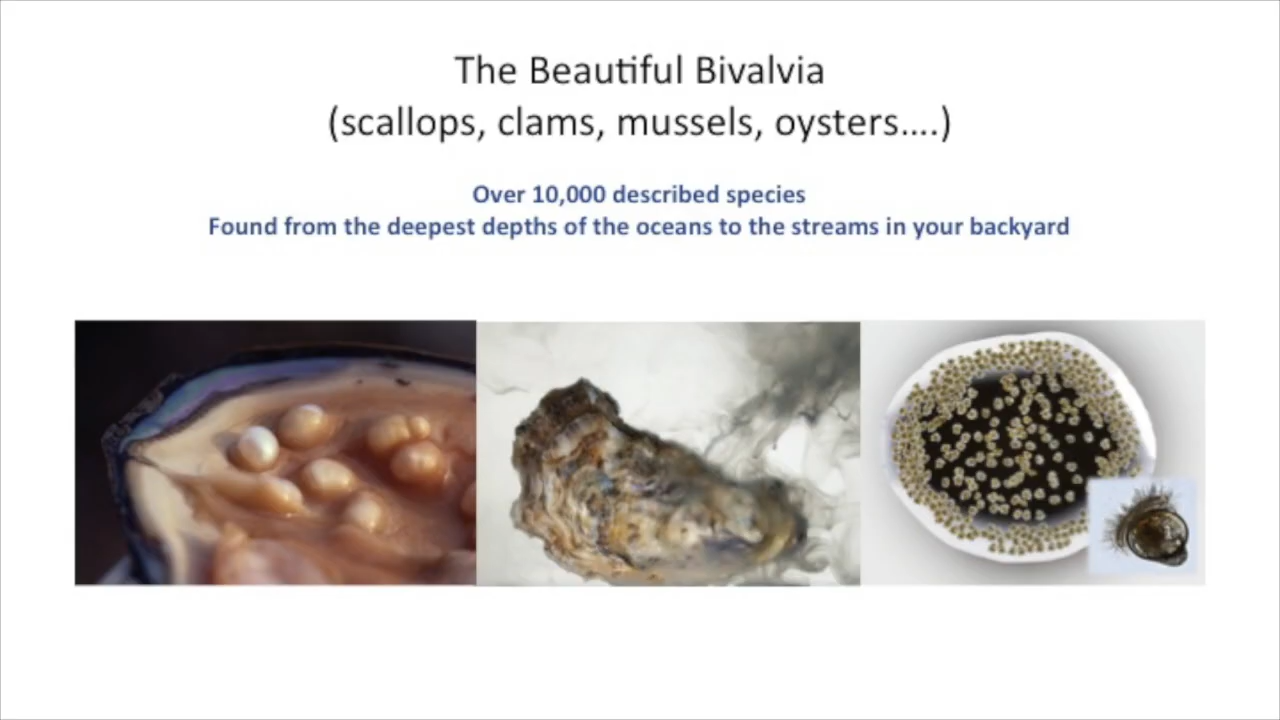 The Beautiful Bivalvia
(scallops, clams, mussels, oysters....)
Over 10,000 described species
Found from the deepest depths of the oceans to the streams in your backyard